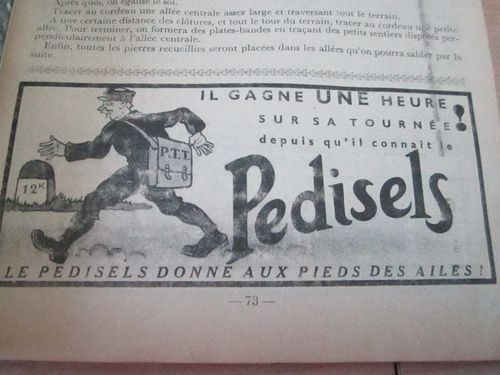 Après quoi, on égalise le sol.
Tracer au cordeau une allée centrale assez large et traversant tout le terrain.
A une certaine distance des clôtures, et tout le tour du terrain, tracer au cordeau une petite
allée. Pour terminer, on formera des plates-bandes en traçant des petits sentiers disposés per-
pendiculairement à l'allée centrale.
Enfin, toutes les pierres recueillies seront placées dans les allées qu'on pourra sabler par la
suite.
IL GAGNE UNE HEURE
SUR SA TOURNÉE !
depuis qu'il connait le
P.T.T.
12K
Pedisels
LE PEDISELS DONNE AUX PIEDS DES AILES !
— 73 —